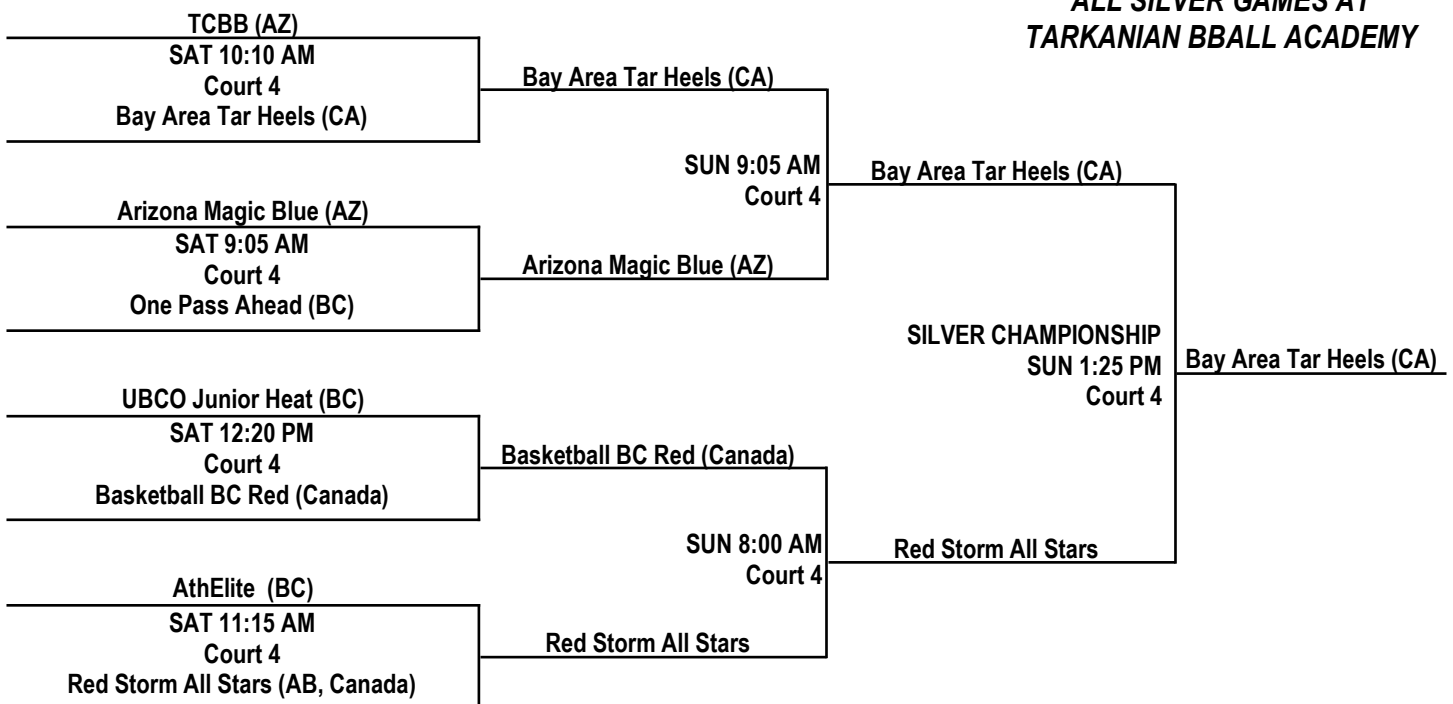 ALL SILVER GAMES AT
TARKANIAN BBALL ACADEMY
TCBB (AZ)
SAT 10:10 AM
Court 4
Bay Area Tar Heels (CA)
Arizona Magic Blue (AZ)
SAT 9:05 AM
Court 4
One Pass Ahead (BC)
UBCO Junior Heat (BC)
SAT 12:20 PM
Court 4
Basketball BC Red (Canada)
AthElite (BC)
SAT 11:15 AM
Court 4
Red Storm All Stars (AB, Canada)
Bay Area Tar Heels (CA)
SUN 9:05 AM
Court 4
Arizona Magic Blue (AZ)
Basketball BC Red (Canada)
SUN 8:00 AM
Court 4
Red Storm All Stars
Bay Area Tar Heels (CA)
SILVER CHAMPIONSHIP
SUN 1:25 PM
Court 4
Red Storm All Stars
Bay Area Tar Heels (CA)